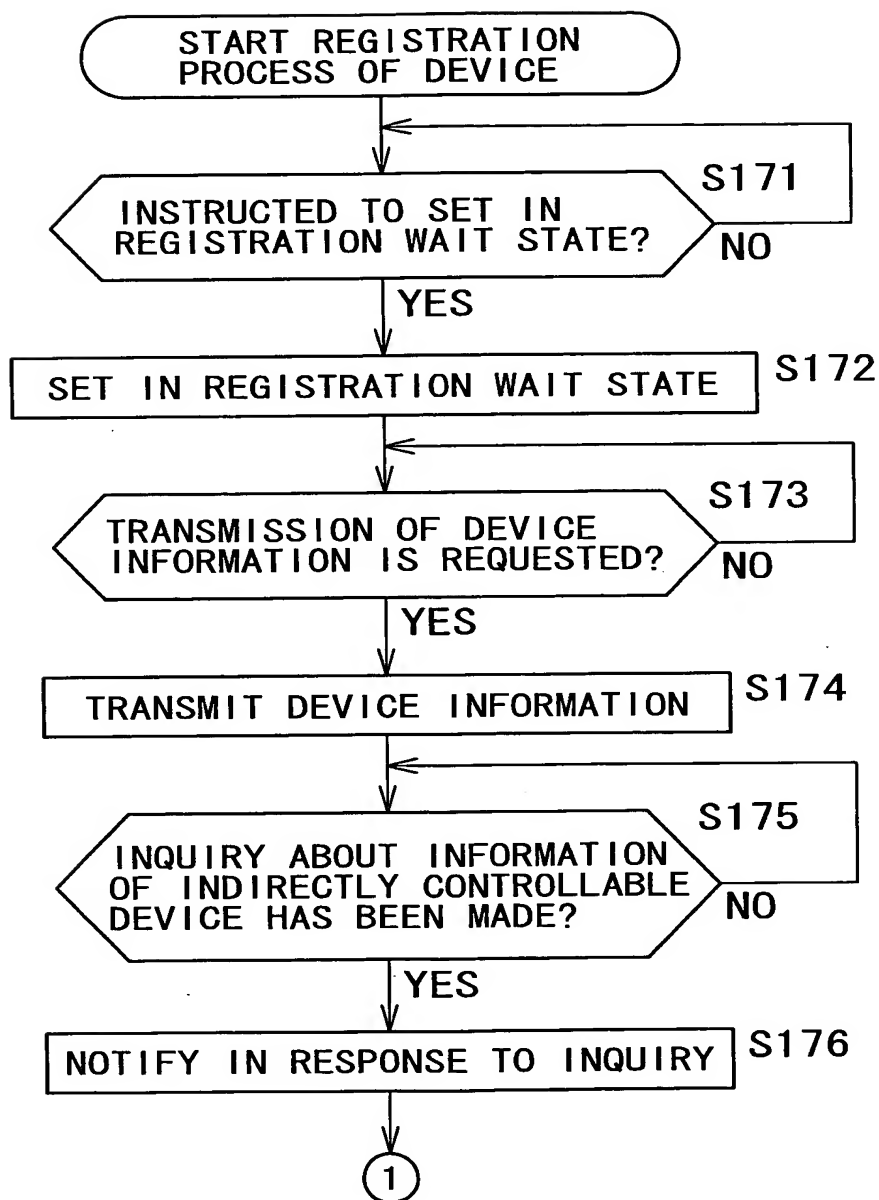 START REGISTRATION
PROCESS OF DEVICE
S171
INSTRUCTED TO SET IN
REGISTRATION WAIT STATE?
NO
YES
SET IN REGISTRATION WAIT STATE
S172
S173
TRANSMISSION OF DEVICE
INFORMATION IS REQUESTED?
NO
YES
TRANSMIT DEVICE INFORMATION
S174
S175
INQUIRY ABOUT INFORMATION
OF INDIRECTLY CONTROLLABLE
DEVICE HAS BEEN MADE?
NO
YES
NOTIFY IN RESPONSE TO INQUIRY
S176
1